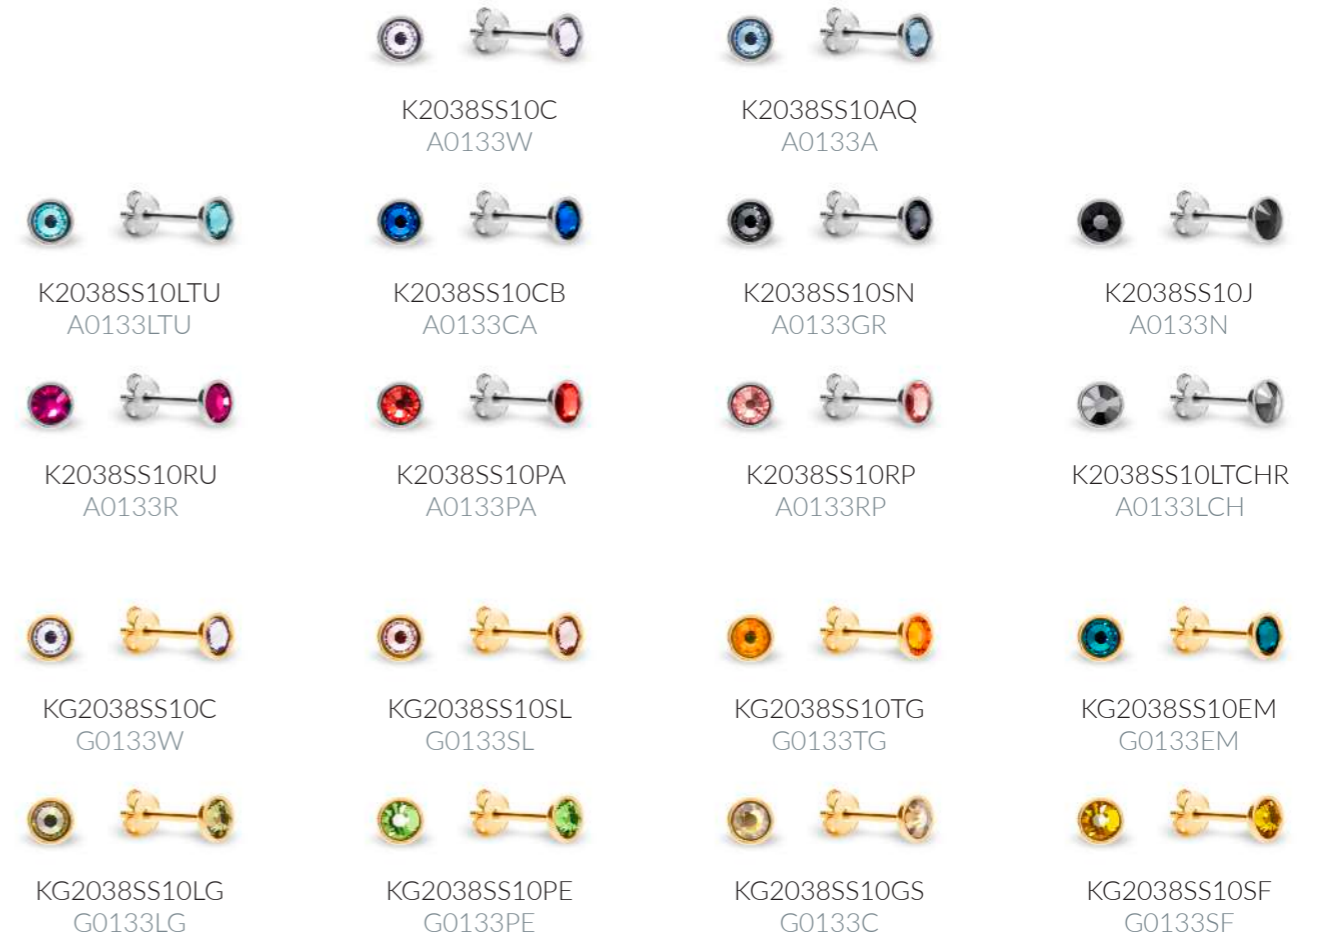 K2038SS10C
A0133W
K2038SS10AQ
A0133A
K2038SS10LTU
A0133LTU
K2038SS10CB
A0133CA
K2038SS10SN
A0133GR
K2038SS10J
A0133N
K2038SS10RU
A0133R
K2038SS10PA
A0133PA
K2038SS10RP
A0133RP
K2038SS10LTCHR
A0133LCH
KG2038SS10C
G0133W
KG2038SS10SL
G0133SL
KG2038SS10TG
G0133TG
KG2038SS10EM
G0133EM
KG2038SS10LG
G0133LG
KG2038SS10PE
G0133PE
KG2038SS10GS
G0133C
KG2038SS10SF
G0133SF